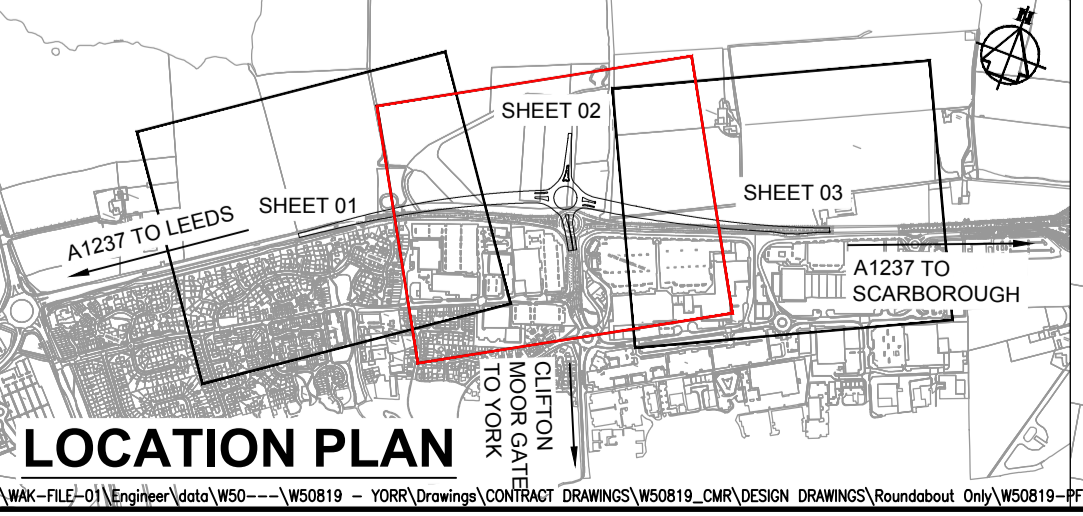 N
SHEET 02
SHEET 01
SHEET 03
A1237 TO LEEDS
A1237 TO
SCARBOROUGH
CLIFTON
MOOR GATE
TO YORK
LOCATION PLAN
\WAK-FILE-01\Engineer\data\W50---\W50819 - YORR\Drawings\CONTRACT DRAWINGS\W50819_CMR\DESIGN DRAWINGS\Roundabout Only\W50819-PF